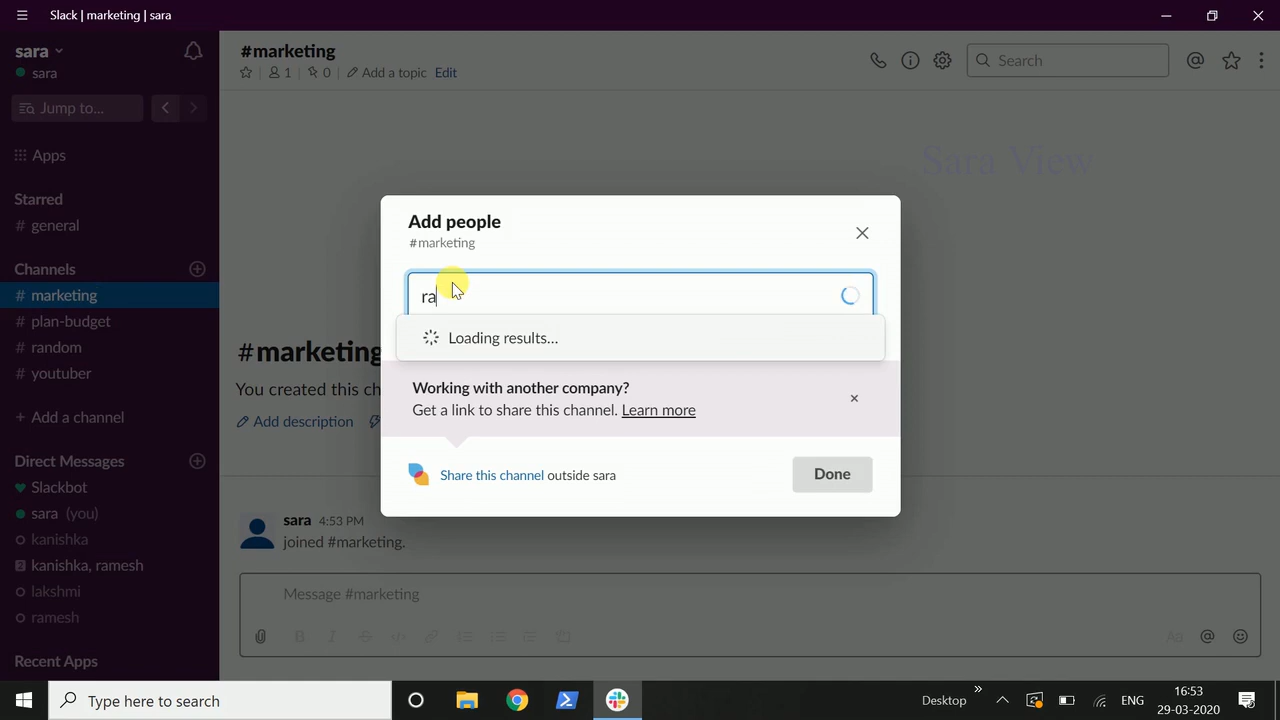 Slack | marketing | sara
sara
sara
Jump to...
Apps
Starred
# general
Channels
# marketing
# plan-budget
# random
# youtuber
+ Add a channel
Direct Messages
Slackbot
sara (you)
kanishka
2 kanishka, ramesh
lakshmi
ramesh
Recent Apps
#marketing
1 | 0 | Add a topic Edit
Search
Sara View
Add people
#marketing
ra
Loading results...
Working with another company?
Get a link to share this channel. Learn more
Share this channel outside sara
Done
#marketing
You created this ch
Add description
sara 4:53 PM
joined #marketing.
Message #marketing
B I S </> Aa @
Type here to search
Desktop » ENG
16:53
29-03-2020